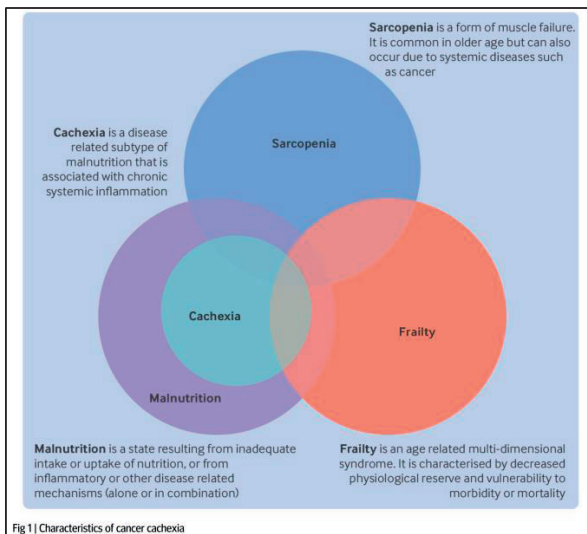 Sarcopenia is a form of muscle failure.
It is common in older age but can also
occur due to systemic diseases such
as cancer
Cachexia is a disease
related subtype of
malnutrition that is
associated with chronic
systemic inflammation
Sarcopenia
Cachexia
Frailty
Malnutrition
Malnutrition is a state resulting from inadequate
intake or uptake of nutrition, or from
inflammatory or other disease related
mechanisms (alone or in combination)
Frailty is an age related multi-dimensional
syndrome. It is characterised by decreased
physiological reserve and vulnerability to
morbidity or mortality
Fig 1 | Characteristics of cancer cachexia